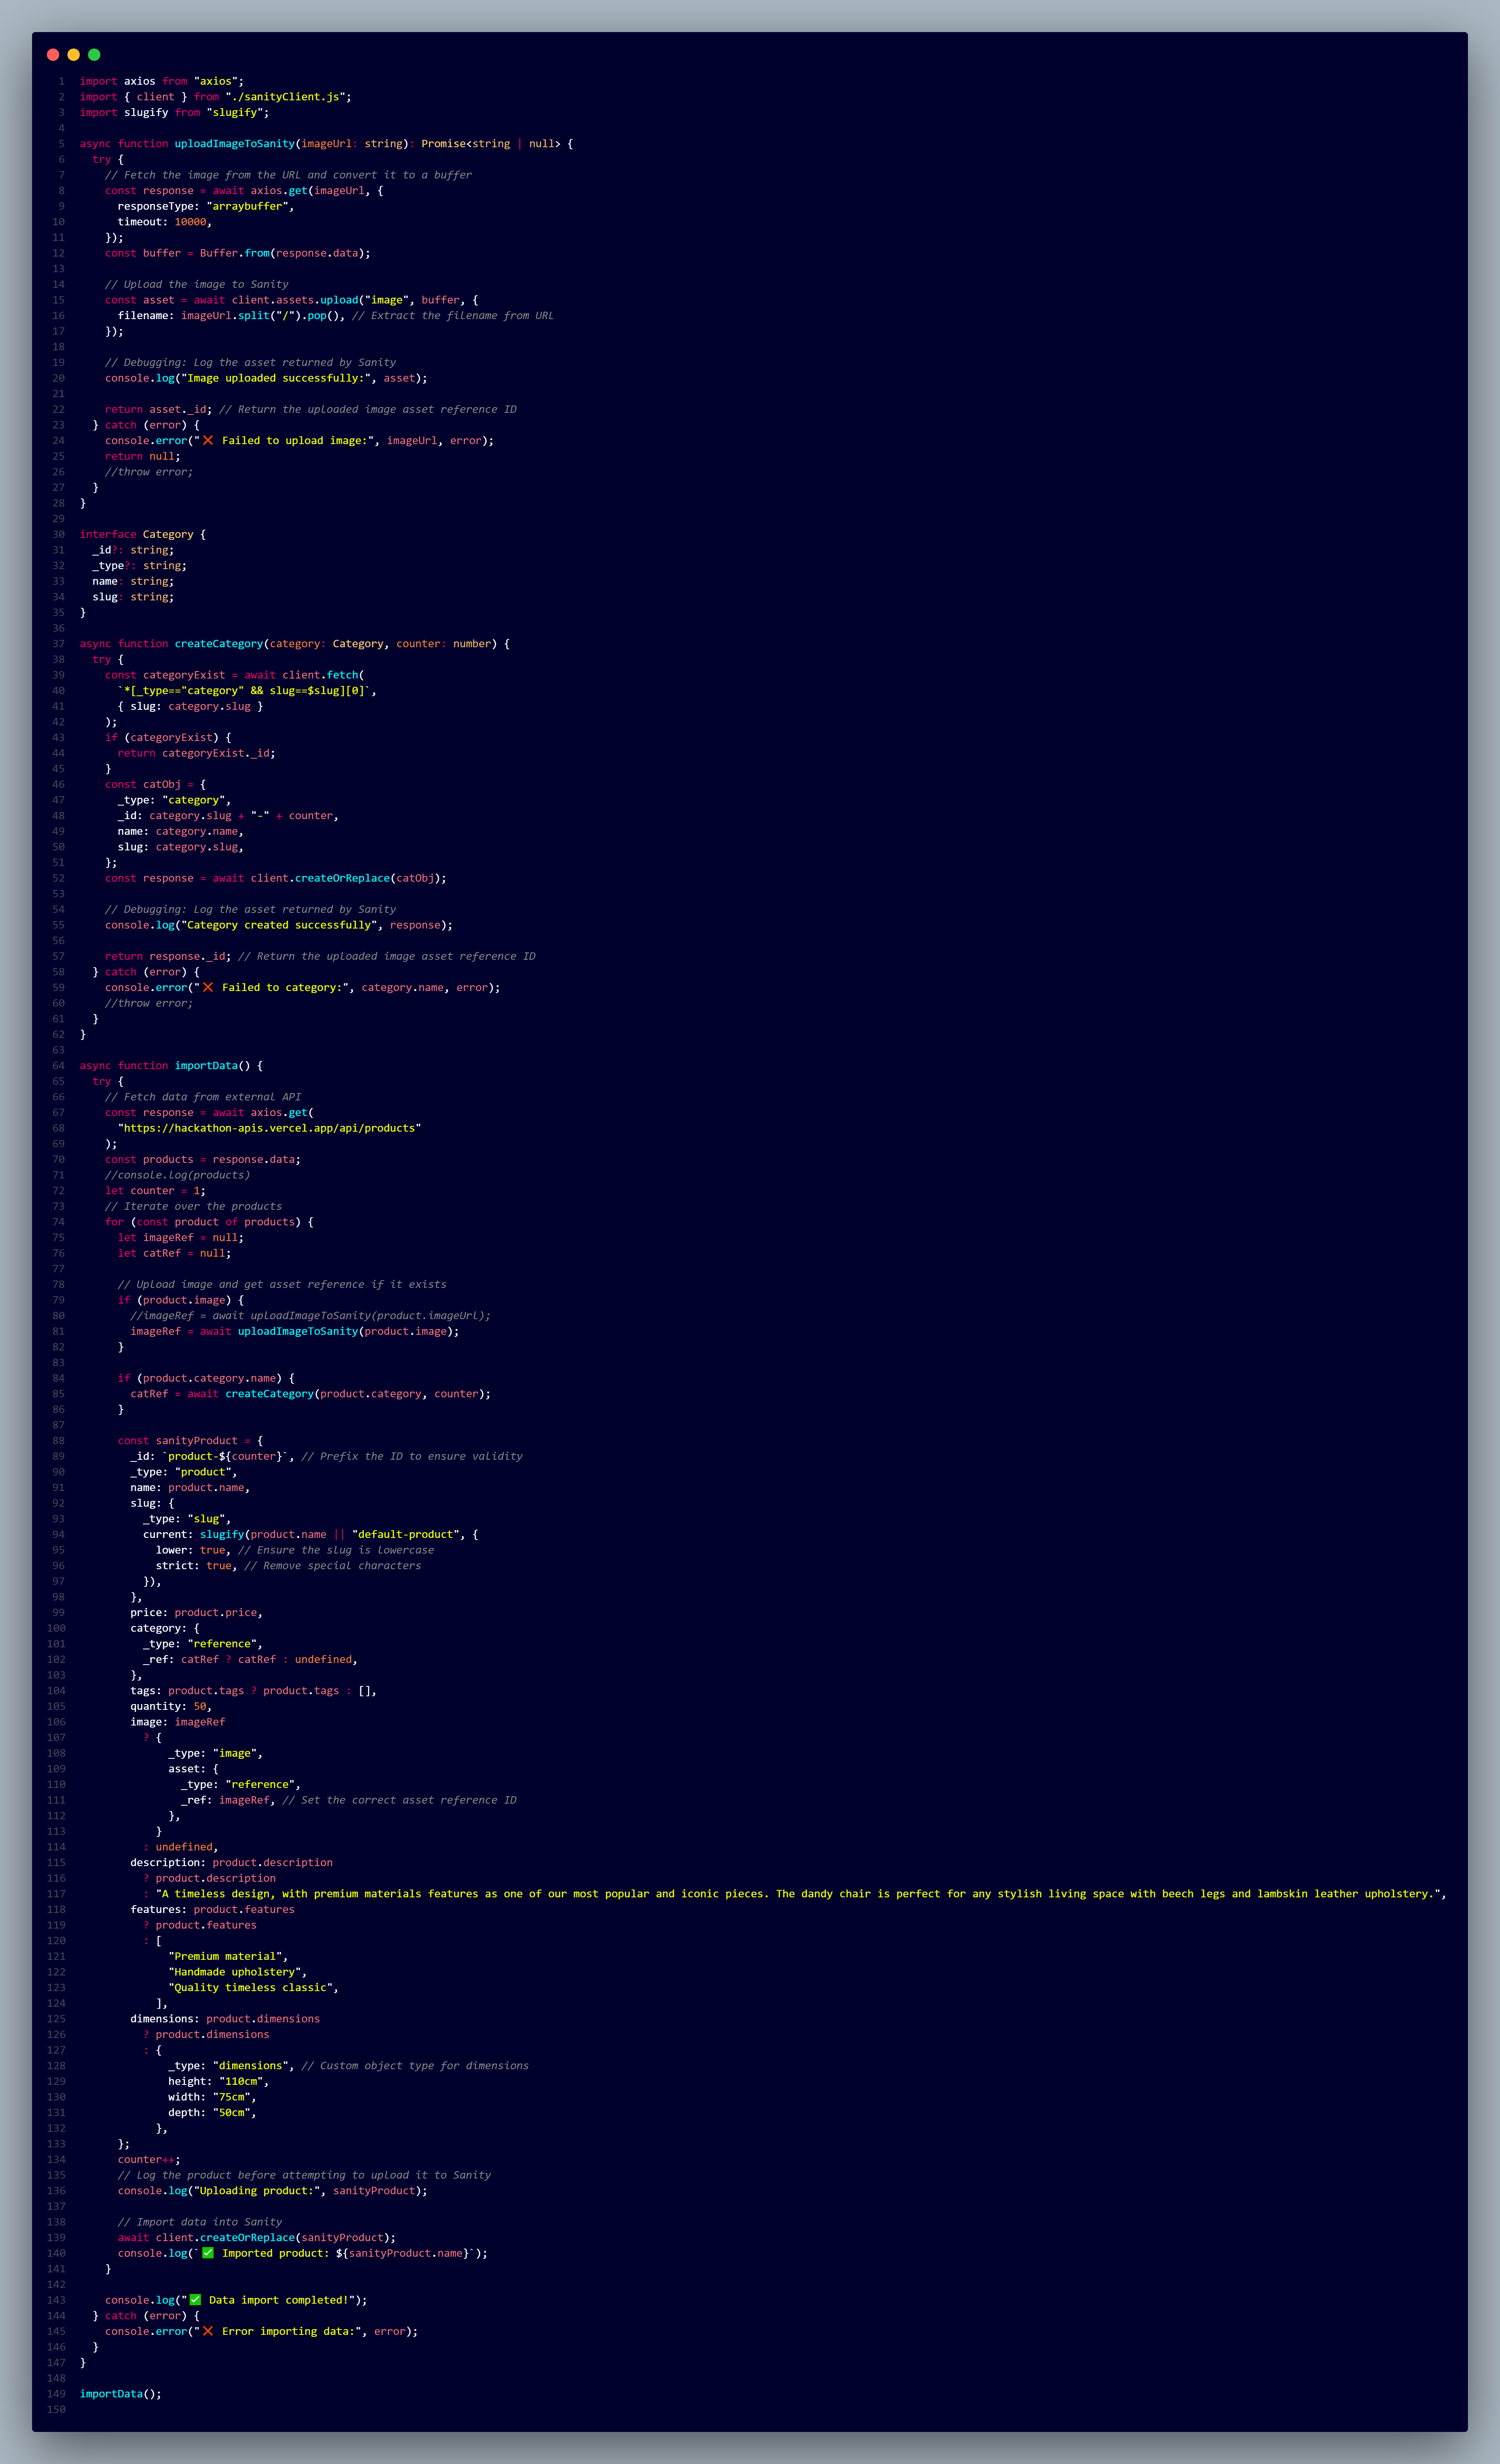 1 import axios from "axios";
2 import { client } from "./sanityClient.js";
3 import slugify from "slugify";
4
5 async function uploadImageToSanity(imageUrl: string): Promise<string | null> {
6   try {
7     // Fetch the image from the URL and convert it to a buffer
8     const response = await axios.get(imageUrl, {
9       responseType: "arraybuffer",
10       timeout: 10000,
11     });
12     const buffer = Buffer.from(response.data);
13
14     // Upload the image to Sanity
15     const asset = await client.assets.upload("image", buffer, {
16       filename: imageUrl.split("/").pop(), // Extract the filename from URL
17     });
18
19     // Debugging: Log the asset returned by Sanity
20     console.log("Image uploaded successfully:", asset);
21
22     return asset._id; // Return the uploaded image asset reference ID
23   } catch (error) {
24     console.error("❌ Failed to upload image:", imageUrl, error);
25     return null;
26     //throw error;
27   }
28 }
29
30 interface Category {
31   _id?: string;
32   _type?: string;
33   name: string;
34   slug: string;
35 }
36
37 async function createCategory(category: Category, counter: number) {
38   try {
39     const categoryExist = await client.fetch(
40       `*[_type=="category" && slug==$slug][0]`,
41       { slug: category.slug }
42     );
43     if (categoryExist) {
44       return categoryExist._id;
45     }
46     const catObj = {
47       _type: "category",
48       _id: category.slug + "-" + counter,
49       name: category.name,
50       slug: category.slug,
51     };
52     const response = await client.createOrReplace(catObj);
53
54     // Debugging: Log the asset returned by Sanity
55     console.log("Category created successfully", response);
56
57     return response._id; // Return the uploaded image asset reference ID
58   } catch (error) {
59     console.error("❌ Failed to category:", category.name, error);
60     //throw error;
61   }
62 }
63
64 async function importData() {
65   try {
66     // Fetch data from external API
67     const response = await axios.get(
68       "https://hackathon-apis.vercel.app/api/products"
69     );
70     const products = response.data;
71     //console.log(products)
72     let counter = 1;
73     // Iterate over the products
74     for (const product of products) {
75       let imageRef = null;
76       let catRef = null;
77
78       // Upload image and get asset reference if it exists
79       if (product.image) {
80         //imageRef = await uploadImageToSanity(product.imageUrl);
81         imageRef = await uploadImageToSanity(product.image);
82       }
83
84       if (product.category.name) {
85         catRef = await createCategory(product.category, counter);
86       }
87
88       const sanityProduct = {
89         _id: `product-${counter}`, // Prefix the ID to ensure validity
90         _type: "product",
91         name: product.name,
92         slug: {
93           _type: "slug",
94           current: slugify(product.name || "default-product", {
95             lower: true, // Ensure the slug is lowercase
96             strict: true, // Remove special characters
97           }),
98         },
99         price: product.price,
100         category: {
101           _type: "reference",
102           _ref: catRef ? catRef : undefined,
103         },
104         tags: product.tags ? product.tags : [],
105         quantity: 50,
106         image: imageRef
107           ? {
108               _type: "image",
109               asset: {
110                 _type: "reference",
111                 _ref: imageRef, // Set the correct asset reference ID
112               },
113             }
114           : undefined,
115         description: product.description
116           ? product.description
117           : "A timeless design, with premium materials features as one of our most popular and iconic pieces. The dandy chair is perfect for any stylish living space with beech legs and lambskin leather upholstery.",
118         features: product.features
119           ? product.features
120           : [
121               "Premium material",
122               "Handmade upholstery",
123               "Quality timeless classic",
124             ],
125         dimensions: product.dimensions
126           ? product.dimensions
127           : {
128               _type: "dimensions", // Custom object type for dimensions
129               height: "110cm",
130               width: "75cm",
131               depth: "50cm",
132             },
133       };
134       counter++;
135       // Log the product before attempting to upload it to Sanity
136       console.log("Uploading product:", sanityProduct);
137
138       // Import data into Sanity
139       await client.createOrReplace(sanityProduct);
140       console.log(`✅ Imported product: ${sanityProduct.name}`);
141     }
142
143     console.log("✅ Data import completed!");
144   } catch (error) {
145     console.error("❌ Error importing data:", error);
146   }
147 }
148
149 importData();
150